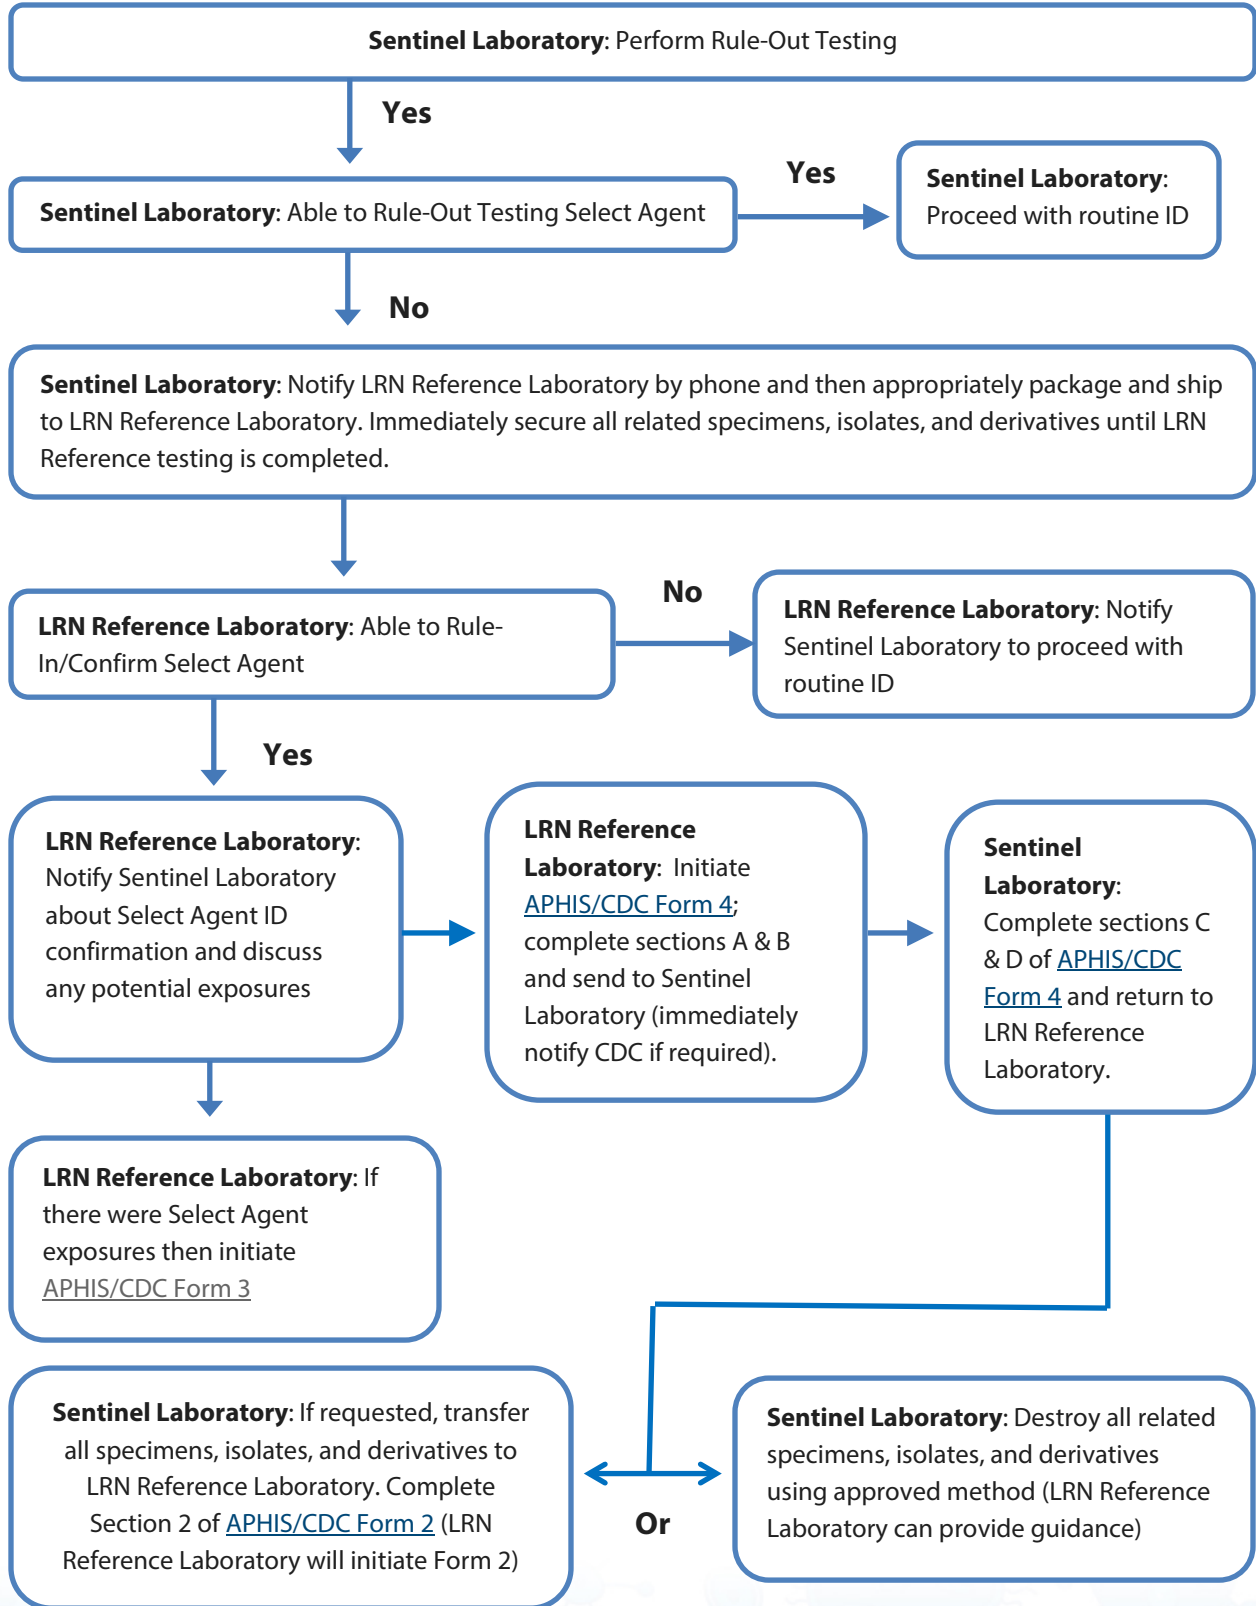 Sentinel Laboratory: Perform Rule-Out Testing
Yes
Sentinel Laboratory: Able to Rule-Out Testing Select Agent
Yes
Sentinel Laboratory:
Proceed with routine ID
No
Sentinel Laboratory: Notify LRN Reference Laboratory by phone and then appropriately package and ship
to LRN Reference Laboratory. Immediately secure all related specimens, isolates, and derivatives until LRN
Reference testing is completed.
LRN Reference Laboratory: Able to Rule-
In/Confirm Select Agent
No
LRN Reference Laboratory: Notify
Sentinel Laboratory to proceed with
routine ID
Yes
LRN Reference Laboratory:
Notify Sentinel Laboratory
about Select Agent ID
confirmation and discuss
any potential exposures
LRN Reference
Laboratory: Initiate
APHIS/CDC Form 4;
complete sections A & B
and send to Sentinel
Laboratory (immediately
notify CDC if required).
Sentinel
Laboratory:
Complete sections C
& D of APHIS/CDC
Form 4 and return to
LRN Reference
Laboratory.
LRN Reference Laboratory: If
there were Select Agent
exposures then initiate
APHIS/CDC Form 3
Sentinel Laboratory: If requested, transfer
all specimens, isolates, and derivatives to
LRN Reference Laboratory. Complete
Section 2 of APHIS/CDC Form 2 (LRN
Reference Laboratory will initiate Form 2)
Or
Sentinel Laboratory: Destroy all related
specimens, isolates, and derivatives
using approved method (LRN Reference
Laboratory can provide guidance)